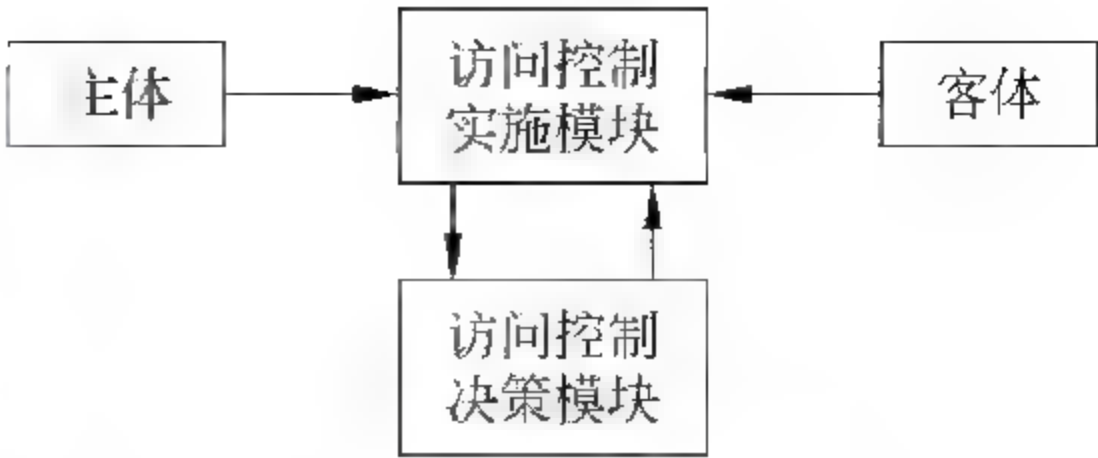 主体
访问控制
实施模块
客体
访问控制
决策模块